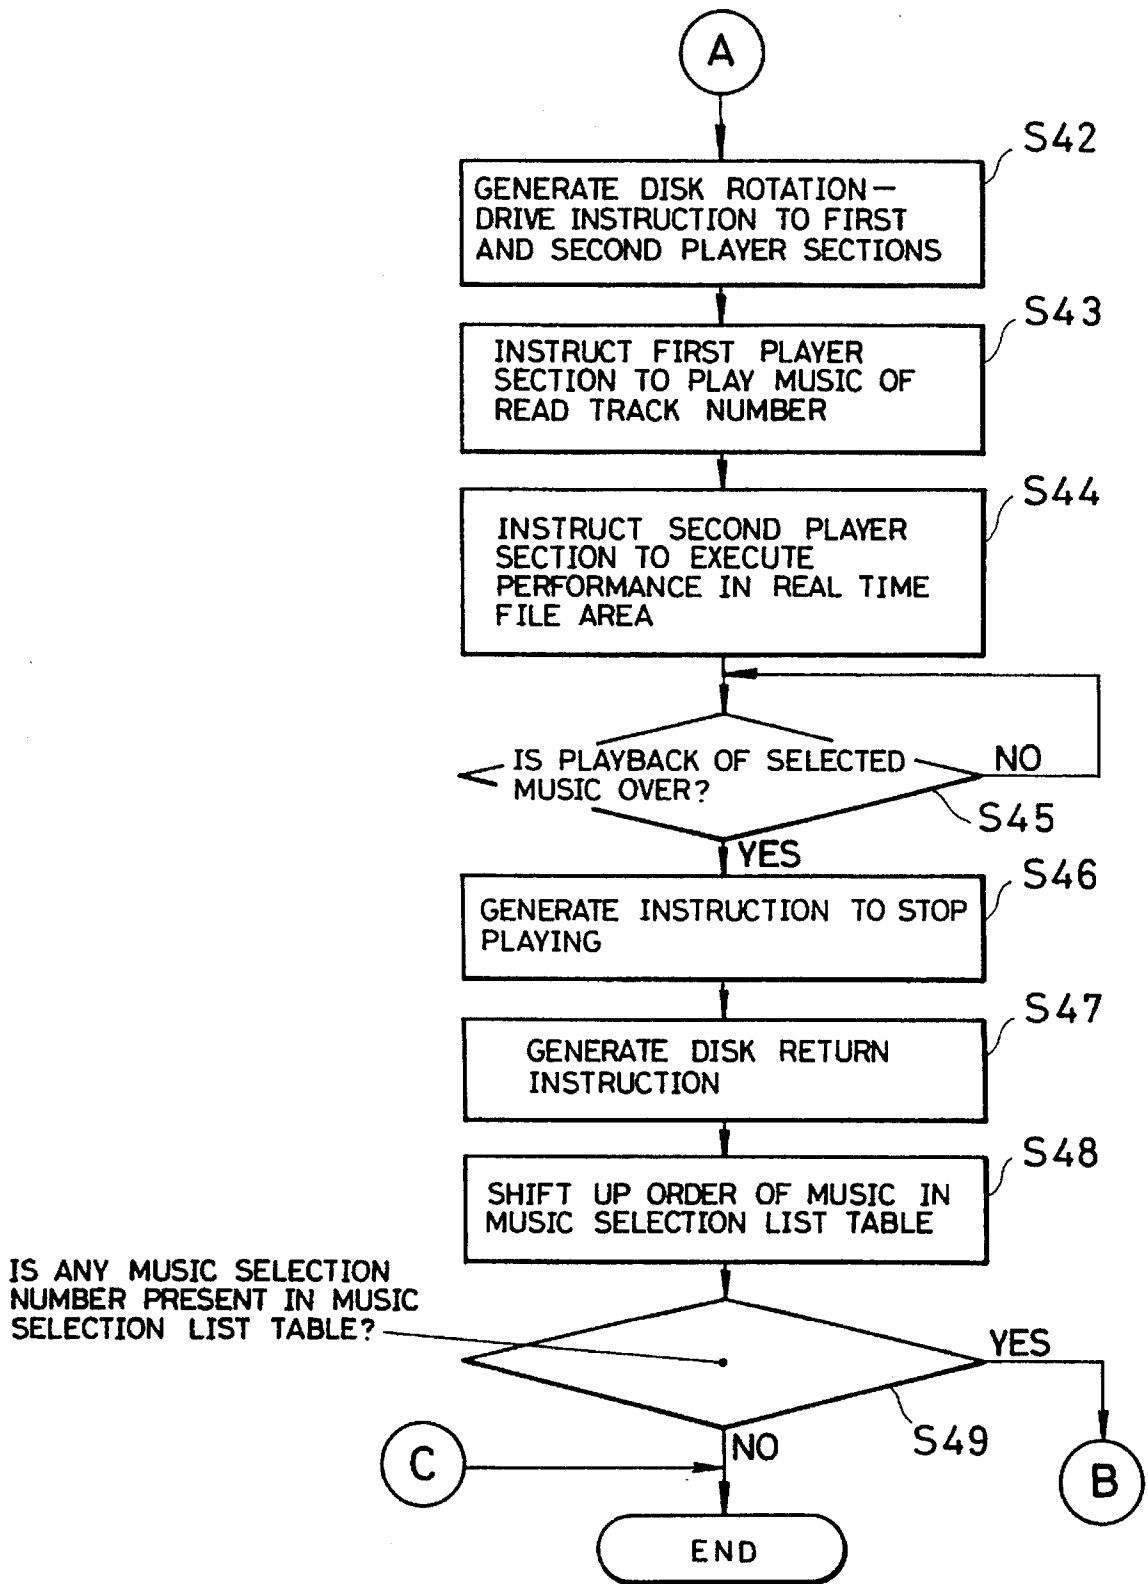 A
S42
GENERATE DISK ROTATION-
DRIVE INSTRUCTION TO FIRST
AND SECOND PLAYER SECTIONS
S43
INSTRUCT FIRST PLAYER
SECTION TO PLAY MUSIC OF
READ TRACK NUMBER
S44
INSTRUCT SECOND PLAYER
SECTION TO EXECUTE
PERFORMANCE IN REAL TIME
FILE AREA
IS PLAYBACK OF SELECTED
MUSIC OVER?
NO
S45
YES
S46
GENERATE INSTRUCTION TO STOP
PLAYING
S47
GENERATE DISK RETURN
INSTRUCTION
S48
SHIFT UP ORDER OF MUSIC IN
MUSIC SELECTION LIST TABLE
IS ANY MUSIC SELECTION
NUMBER PRESENT IN MUSIC
SELECTION LIST TABLE?
YES
S49
NO
C
B
END